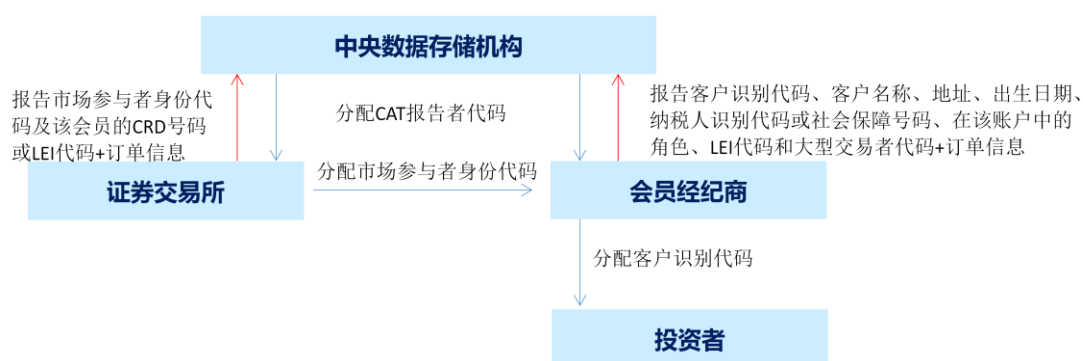 中央数据存储机构
报告市场参与者身份代
码及该会员的CRD号码
或LEI代码+订单信息
分配CAT报告者代码
报告客户识别代码、客户名称、地址、出生日期、
纳税人识别代码或社会保障号码、在该账户中的
角色、LEI代码和大型交易者代码+订单信息
证券交易所
分配市场参与者身份代码
会员经纪商
分配客户识别代码
投资者